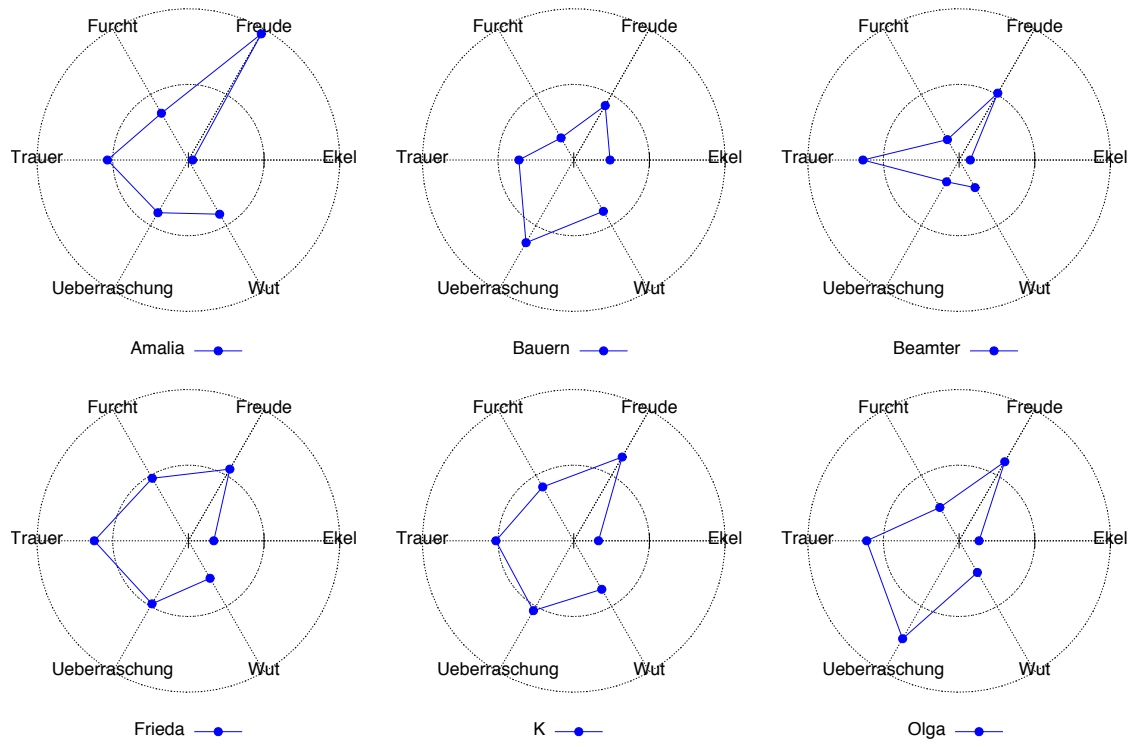 Furcht Freude
Trauer Ekel
Ueberraschung Wut
Amalia
Furcht Freude
Trauer Ekel
Ueberraschung Wut
Bauern
Furcht Freude
Trauer Ekel
Ueberraschung Wut
Beamter
Furcht Freude
Trauer Ekel
Ueberraschung Wut
Frieda
Furcht Freude
Trauer Ekel
Ueberraschung Wut
K
Furcht Freude
Trauer Ekel
Ueberraschung Wut
Olga